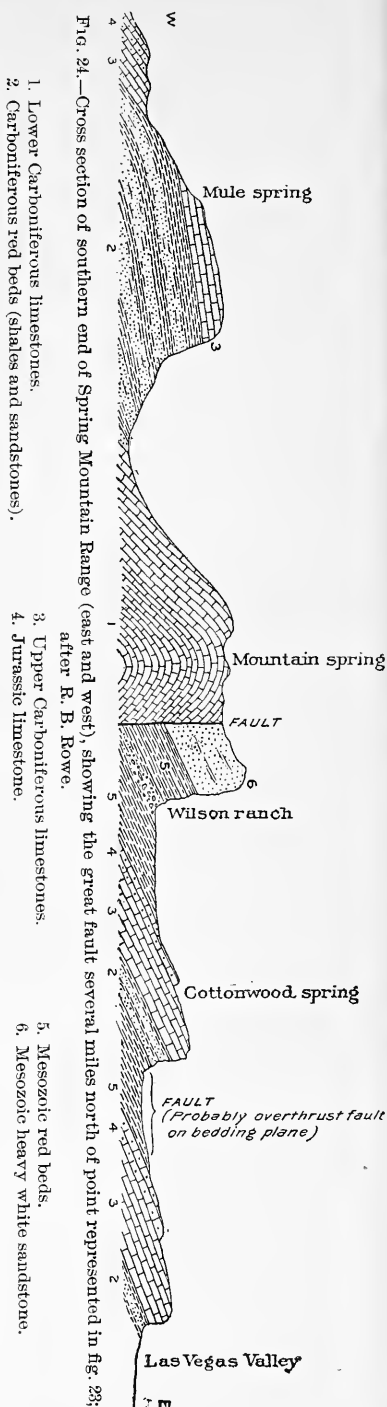 W
E
4 3 2 3 1 5 6 5 4 3 2 5 4 3 2
Mule spring
Mountain spring
FAULT
Wilson ranch
Cottonwood spring
FAULT
(Probably overthrust fault
on bedding plane)
Las Vegas Valley
FIG. 24.—Cross section of southern end of Spring Mountain Range (east and west), showing the great fault several miles north of point represented in fig. 23;
after R. B. Rowe.
1. Lower Carboniferous limestones.
2. Carboniferous red beds (shales and sandstones).
3. Upper Carboniferous limestones.
4. Jurassic limestone.
5. Mesozoic red beds.
6. Mesozoic heavy white sandstone.